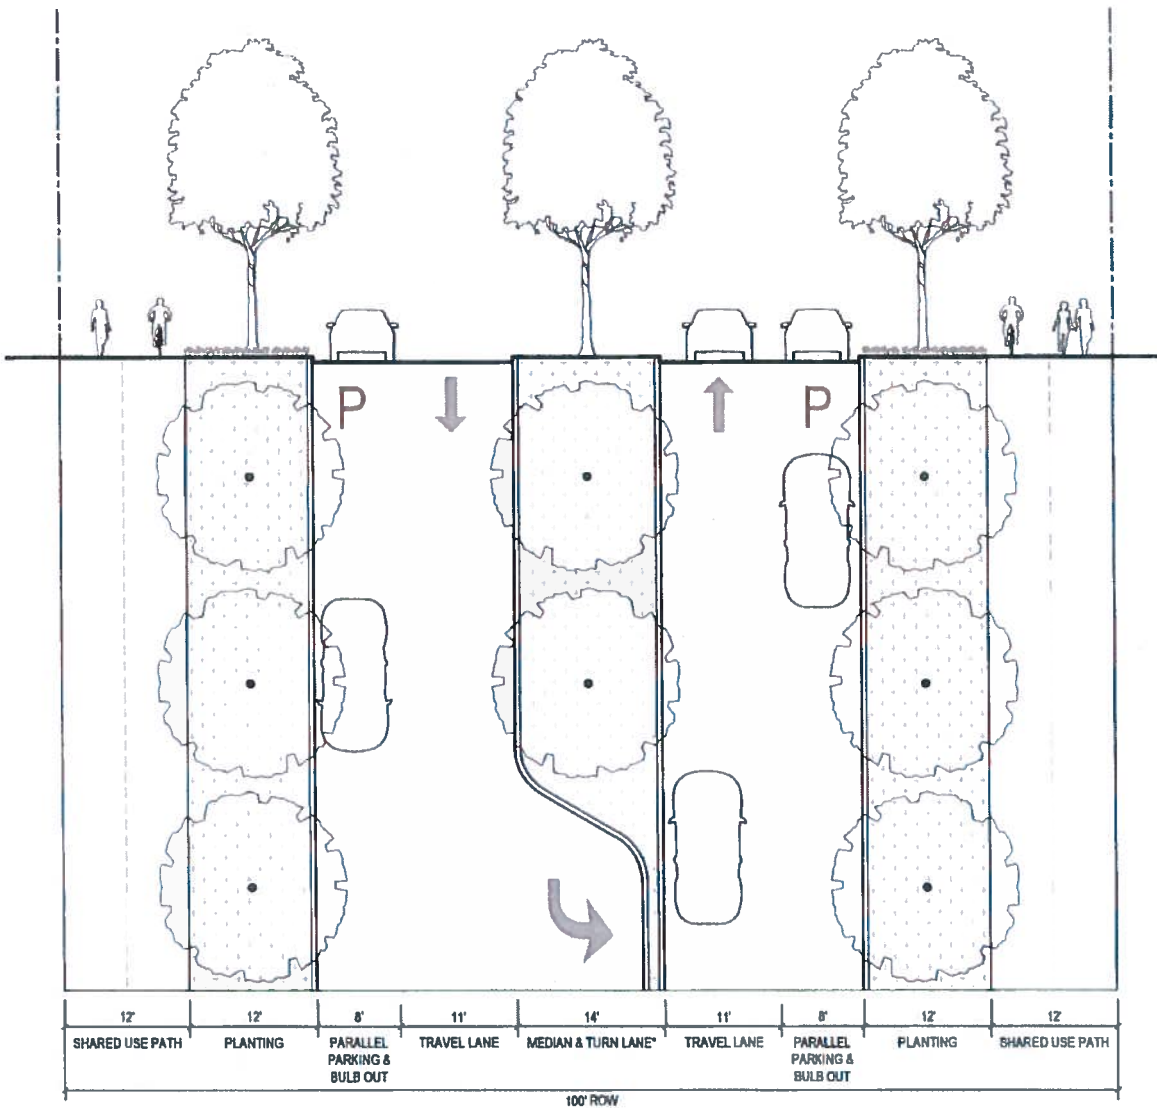 P
P
12'
12'
8'
11'
14'
11'
8'
12'
12'
SHARED USE PATH
PLANTING
PARALLEL
PARKING &
BULB OUT
TRAVEL LANE
MEDIAN & TURN LANE*
TRAVEL LANE
PARALLEL
PARKING &
BULB OUT
PLANTING
SHARED USE PATH
100' ROW